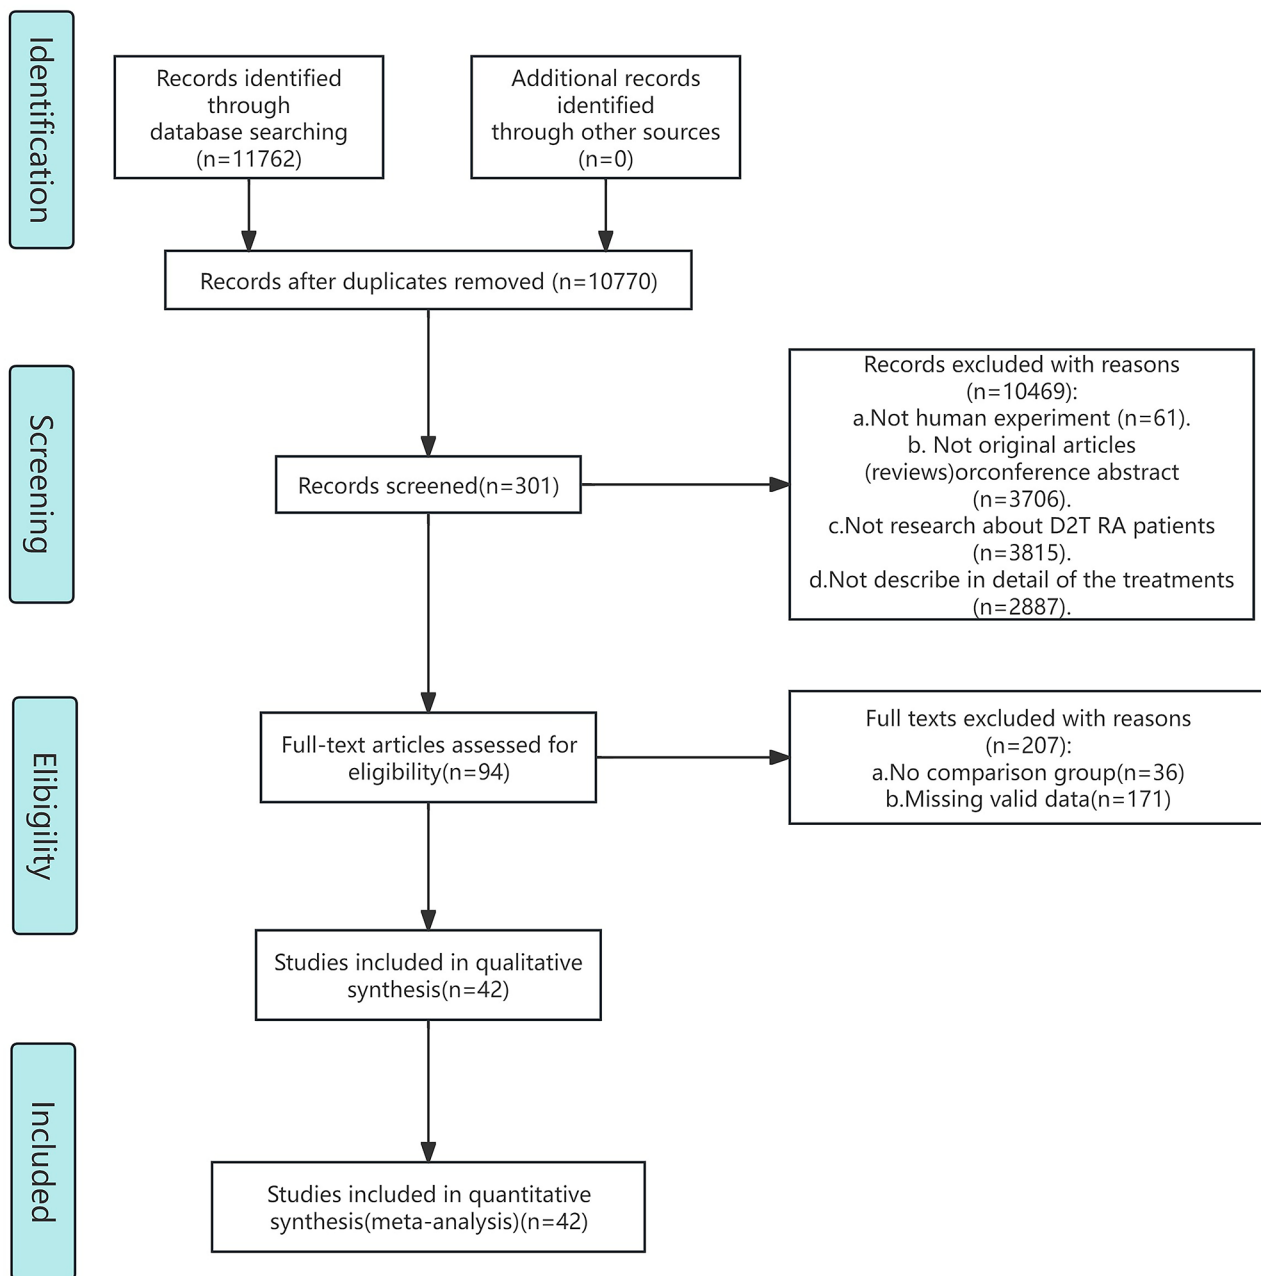 Identification
Records identified
through
database searching
(n=11762)
Additional records
identified
through other sources
(n=0)
Records after duplicates removed (n=10770)
Screening
Records screened(n=301)
Records excluded with reasons
(n=10469):
a.Not human experiment (n=61).
b. Not original articles
(reviews)orconference abstract
(n=3706).
c.Not research about D2T RA patients
(n=3815).
d.Not describe in detail of the treatments
(n=2887).
Elibigility
Full-text articles assessed for
eligibility(n=94)
Full texts excluded with reasons
(n=207):
a.No comparison group(n=36)
b.Missing valid data(n=171)
Studies included in qualitative
synthesis(n=42)
Included
Studies included in quantitative
synthesis(meta-analysis)(n=42)